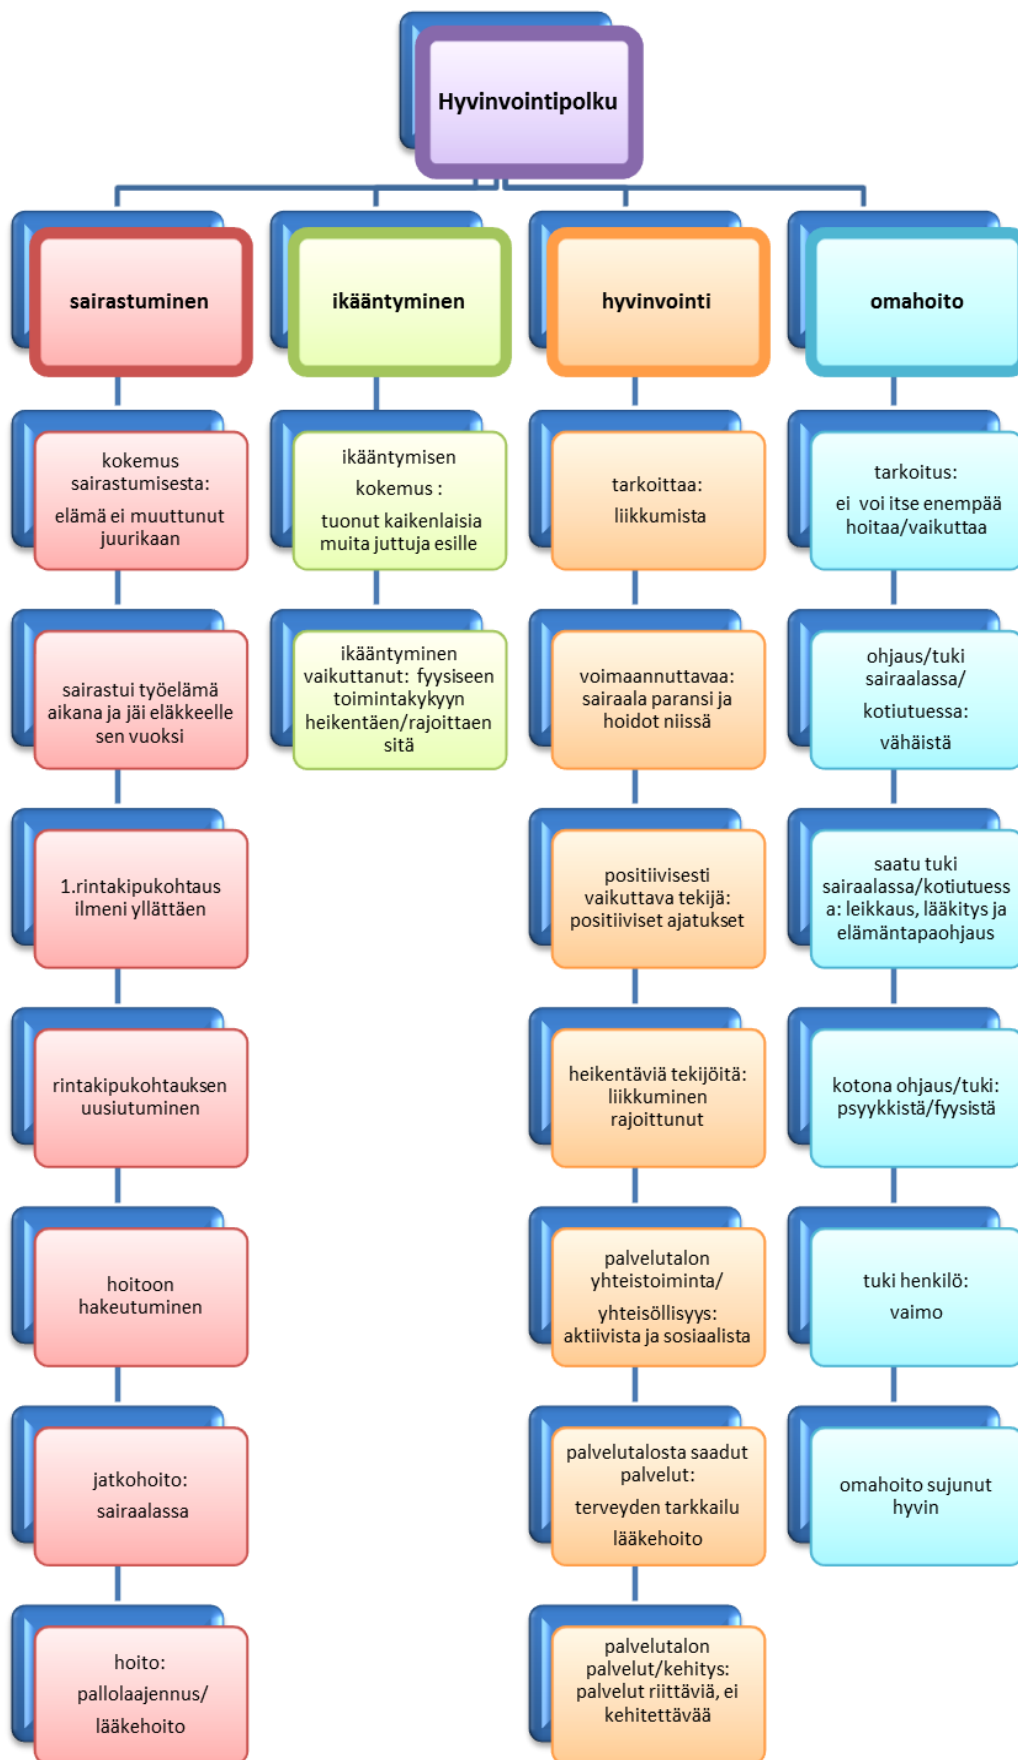 Hyvinvointipolku
sairastuminen
kokemus
sairastumisesta:
elämä ei muuttunut
juurikaan
sairastui työelämä
aikana ja jäi eläkkeelle
sen vuoksi
1.rintakipukohtaus
ilmeni yllättäen
rintakipukohtauksen
uusiutuminen
hoitoon
hakeutuminen
jatkohoito:
sairaalassa
hoito:
pallolaajennus/
lääkehoito
ikääntyminen
ikääntymisen
kokemus :
tuonut kaikenlaisia
muita juttuja esille
ikääntyminen
vaikuttanut: fyysiseen
toimintakykyyn
heikentäen/rajoittaen
sitä
hyvinvointi
tarkoittaa:
liikkumista
voimaannuttavaa:
sairaala paransi ja
hoidot niissä
positiivisesti
vaikuttava tekijä:
positiiviset ajatukset
heikentäviä tekijöitä:
liikkuminen
rajoittunut
palvelutalon
yhteistoiminta/
yhteisöllisyys:
aktiivista ja sosiaalista
palvelutalosta saadut
palvelut:
terveyden tarkkailu
lääkehoito
palvelutalon
palvelut/kehitys:
palvelut riittäviä, ei
kehitettävää
omahoito
tarkoitus:
ei voi itse enempää
hoitaa/vaikuttaa
ohjaus/tuki
sairaalassa/
kotiutuessa:
vähäistä
saatu tuki
sairaalassa/kotiutuess
a: leikkaus, lääkitys ja
elämäntapaohjaus
kotona ohjaus/tuki:
psyykkistä/fyysistä
tuki henkilö:
vaimo
omahoito sujunut
hyvin